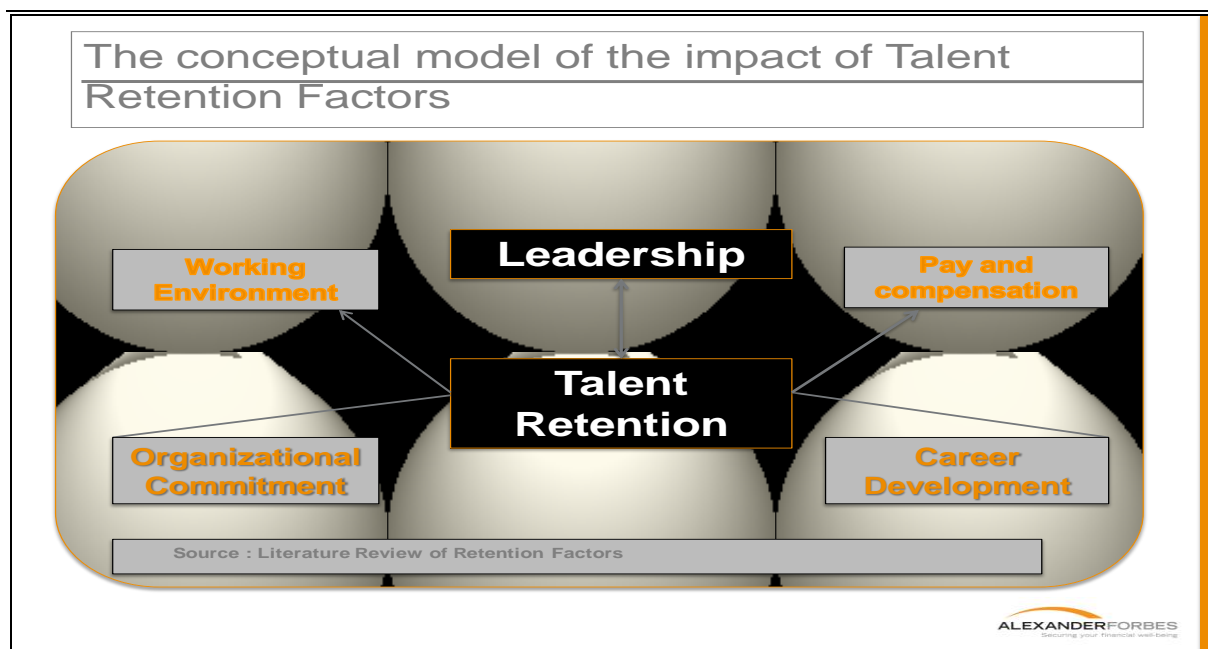 The conceptual model of the impact of Talent
Retention Factors
Leadership
Working
Environment
Pay and
compensation
Talent
Retention
Organizational
Commitment
Career
Development
Source : Literature Review of Retention Factors
ALEXANDERFORBES
Securing your financial well-being